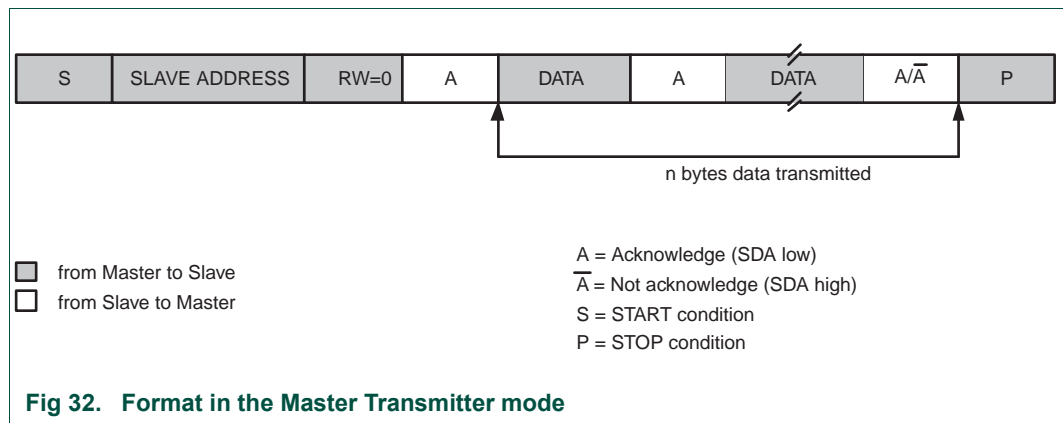 S SLAVE ADDRESS RW=0 A DATA A DATA A/A̅ P
n bytes data transmitted
from Master to Slave
from Slave to Master
A = Acknowledge (SDA low)
A̅ = Not acknowledge (SDA high)
S = START condition
P = STOP condition
Fig 32. Format in the Master Transmitter mode